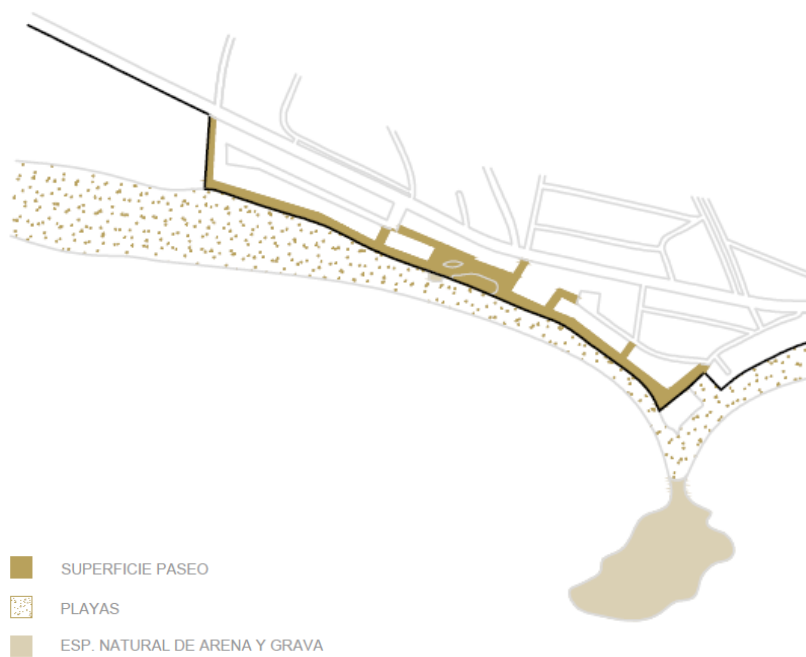 SUPERFICIE PASEO
PLAYAS
ESP. NATURAL DE ARENA Y GRAVA